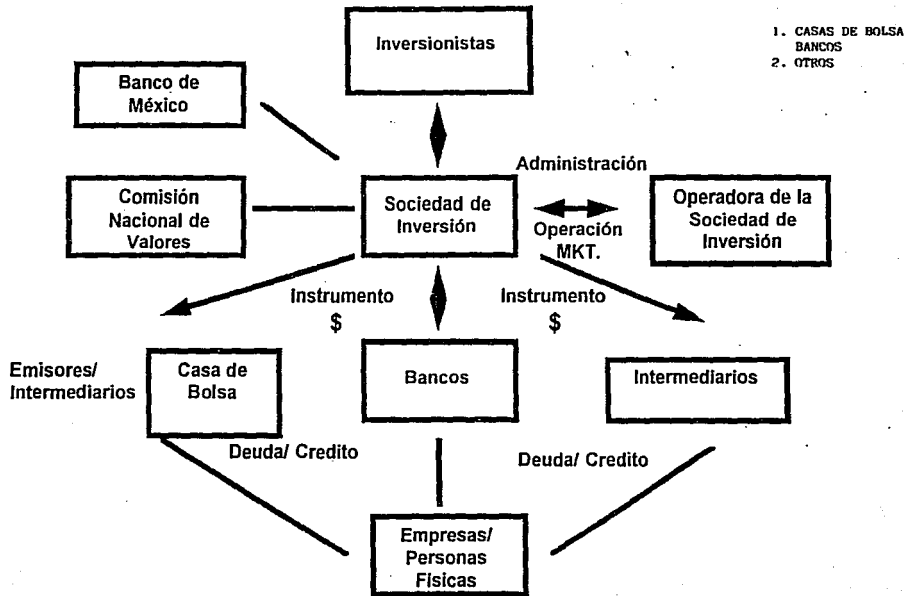 1. CASAS DE BOLSA
BANCOS
2. OTROS
Inversionistas
Banco de
México
Administración
Comisión
Nacional de
Valores
Sociedad de
Inversión
Operación
MKT.
Operadora de la
Sociedad de
Inversión
Instrumento
$
Instrumento
$
Emisores/
Intermediarios
Casa de
Bolsa
Bancos
Intermediarios
Deuda/ Credito
Deuda/ Credito
Empresas/
Personas
Físicas